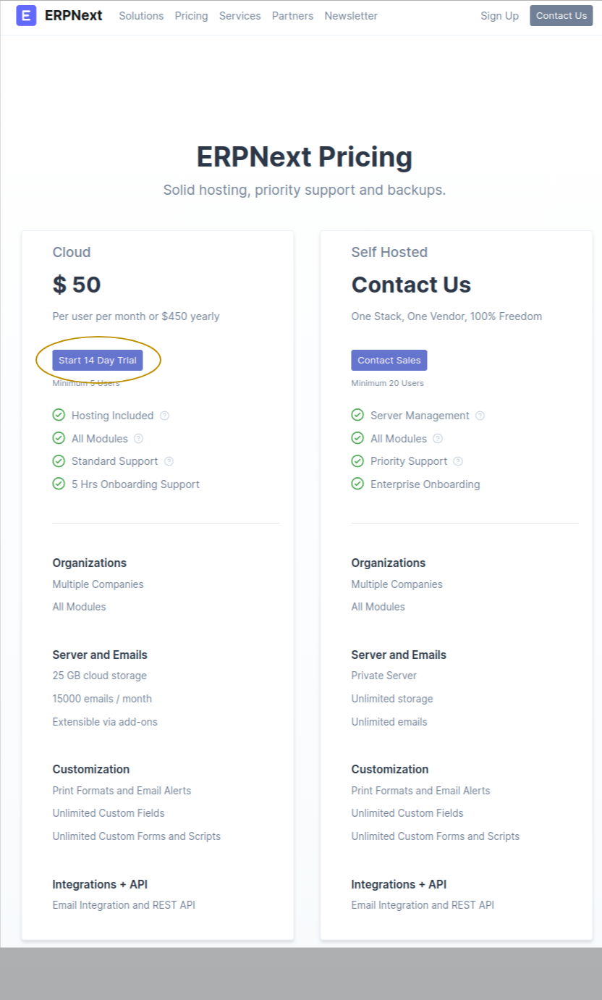 E ERPNext Solutions Pricing Services Partners Newsletter Sign Up Contact Us
ERPNext Pricing
Solid hosting, priority support and backups.
Cloud
$ 50
Per user per month or $450 yearly
Start 14 Day Trial
Minimum 5 Users
Hosting Included ?
All Modules ?
Standard Support ?
5 Hrs Onboarding Support
Organizations
Multiple Companies
All Modules
Server and Emails
25 GB cloud storage
15000 emails / month
Extensible via add-ons
Customization
Print Formats and Email Alerts
Unlimited Custom Fields
Unlimited Custom Forms and Scripts
Integrations + API
Email Integration and REST API
Self Hosted
Contact Us
One Stack, One Vendor, 100% Freedom
Contact Sales
Minimum 20 Users
Server Management ?
All Modules ?
Priority Support ?
Enterprise Onboarding
Organizations
Multiple Companies
All Modules
Server and Emails
Private Server
Unlimited storage
Unlimited emails
Customization
Print Formats and Email Alerts
Unlimited Custom Fields
Unlimited Custom Forms and Scripts
Integrations + API
Email Integration and REST API